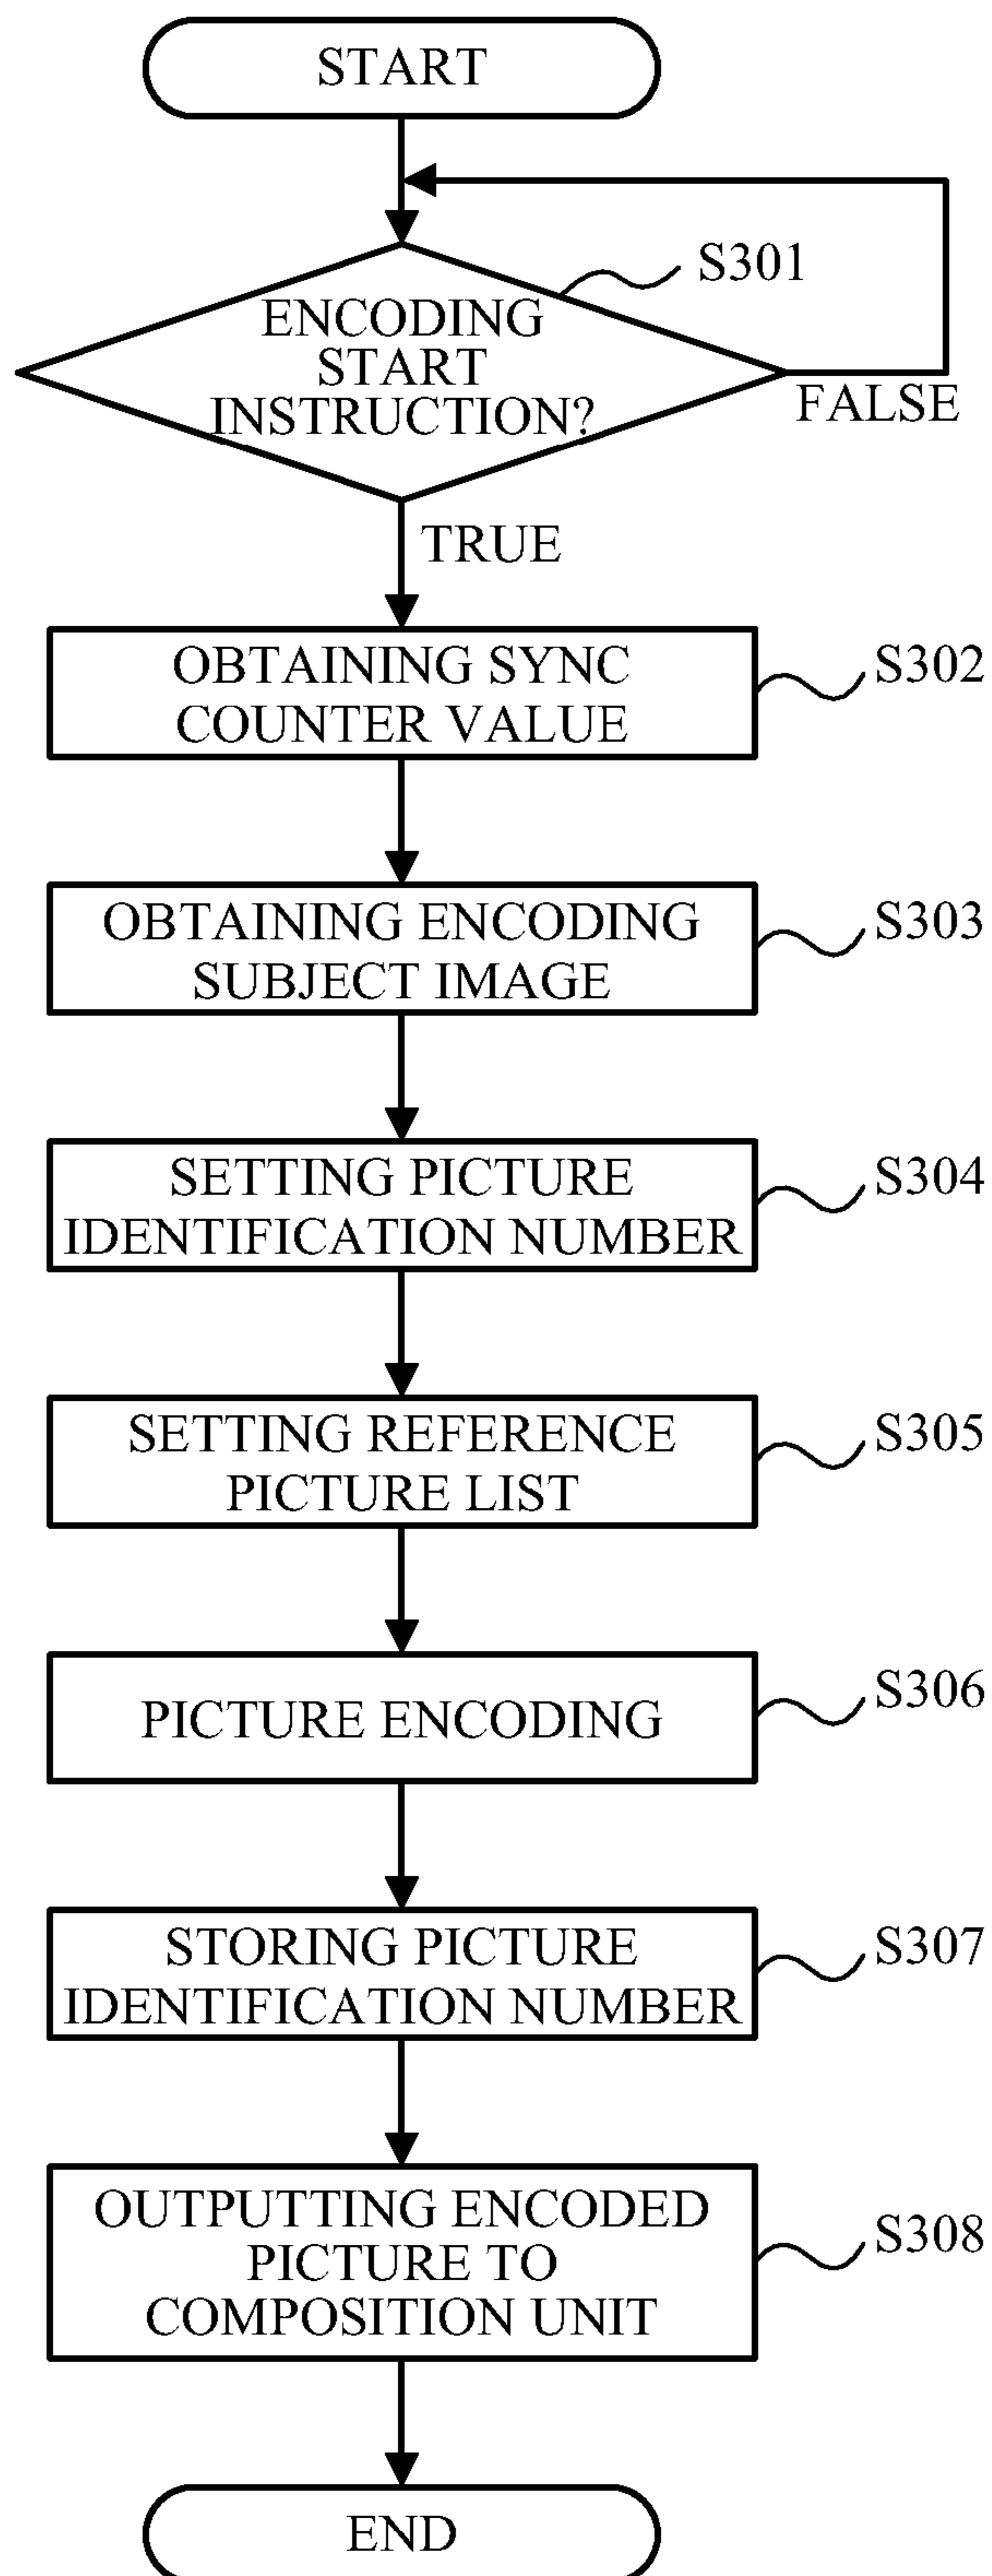 START
S301
ENCODING
START
INSTRUCTION?
FALSE
TRUE
OBTAINING SYNC
COUNTER VALUE
S302
OBTAINING ENCODING
SUBJECT IMAGE
S303
SETTING PICTURE
IDENTIFICATION NUMBER
S304
SETTING REFERENCE
PICTURE LIST
S305
PICTURE ENCODING
S306
STORING PICTURE
IDENTIFICATION NUMBER
S307
OUTPUTTING ENCODED
PICTURE TO
COMPOSITION UNIT
S308
END